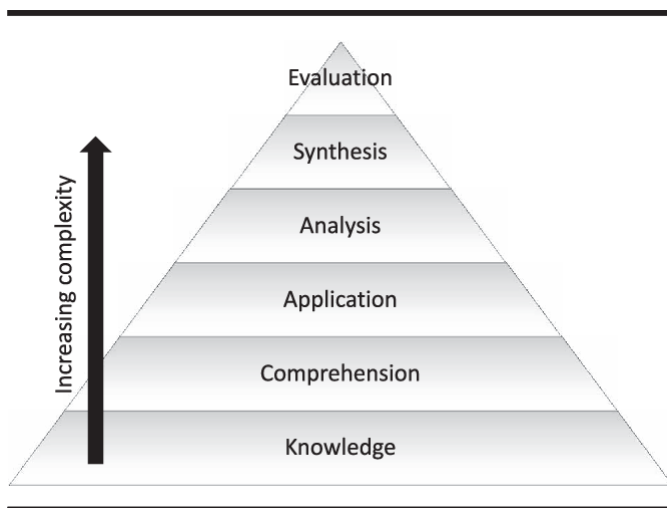 Evaluation
Synthesis
Analysis
Application
Comprehension
Knowledge
Increasing complexity